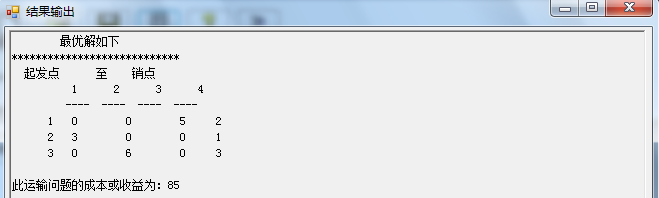 结果输出
最优解如下
****************************
起发点 至 销点
1 2 3 4
---- ---- ---- ----
1 0 0 5 2
2 3 0 0 1
3 0 6 0 3
此运输问题的成本或收益为: 85